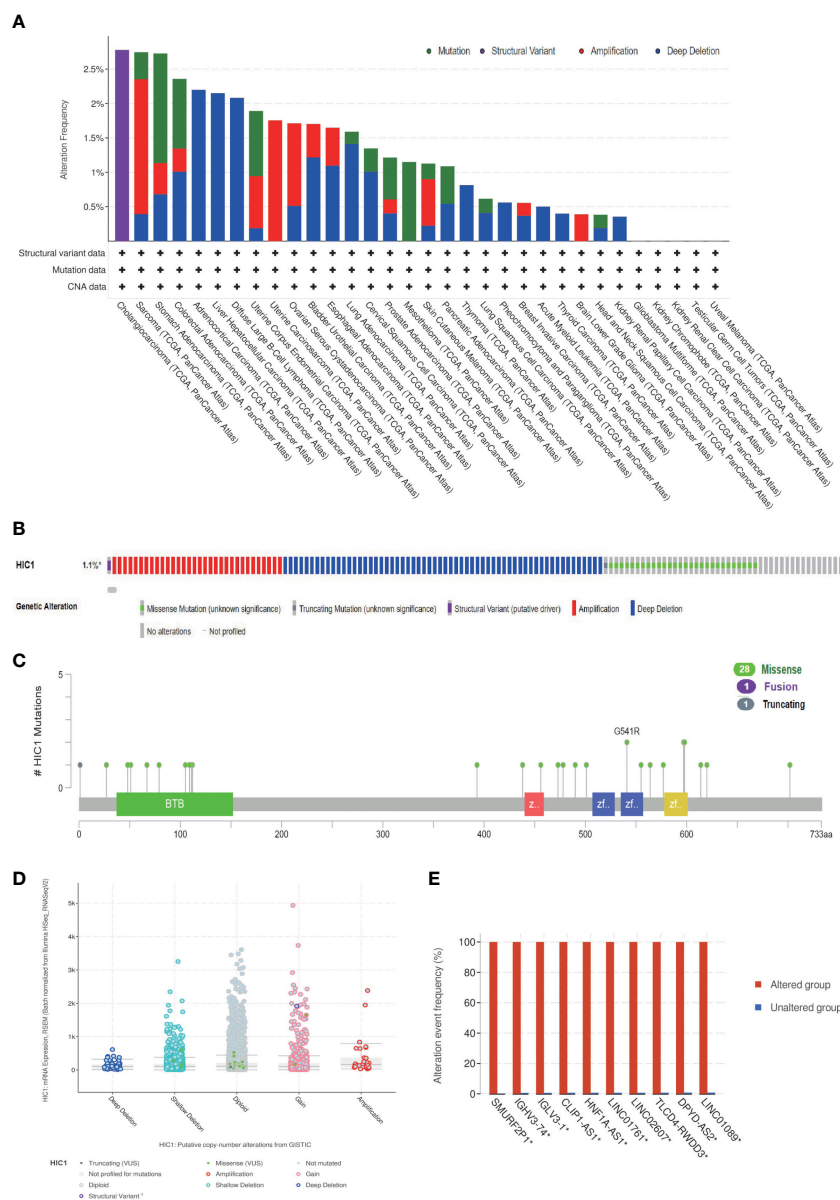 A
Mutation
Structural Variant
Amplification
Deep Deletion
Alteration Frequency
2.5%
2%
1.5%
1%
0.5%
Structural variant data
Mutation data
CNA data
Cholangiocarcinoma (TCGA, PanCancer Atlas)
Sarcoma (TCGA, PanCancer Atlas)
Stomach Adenocarcinoma (TCGA, PanCancer Atlas)
Colorectal Adenocarcinoma (TCGA, PanCancer Atlas)
Adrenocortical Carcinoma (TCGA, PanCancer Atlas)
Liver Hepatocellular Carcinoma (TCGA, PanCancer Atlas)
Diffuse Large B-Cell Lymphoma (TCGA, PanCancer Atlas)
Uterine Corpus Endometrial Carcinoma (TCGA, PanCancer Atlas)
Uterine Carcinosarcoma (TCGA, PanCancer Atlas)
Ovarian Serous Cystadenocarcinoma (TCGA, PanCancer Atlas)
Bladder Urothelial Carcinoma (TCGA, PanCancer Atlas)
Esophageal Adenocarcinoma (TCGA, PanCancer Atlas)
Lung Adenocarcinoma (TCGA, PanCancer Atlas)
Cervical Squamous Cell Carcinoma (TCGA, PanCancer Atlas)
Prostate Adenocarcinoma (TCGA, PanCancer Atlas)
Mesothelioma (TCGA, PanCancer Atlas)
Skin Cutaneous Melanoma (TCGA, PanCancer Atlas)
Pancreatic Adenocarcinoma (TCGA, PanCancer Atlas)
Thymoma (TCGA, PanCancer Atlas)
Lung Squamous Cell Carcinoma (TCGA, PanCancer Atlas)
Pheochromocytoma and Paraganglioma (TCGA, PanCancer Atlas)
Breast Invasive Carcinoma (TCGA, PanCancer Atlas)
Acute Myeloid Leukemia (TCGA, PanCancer Atlas)
Thyroid Carcinoma (TCGA, PanCancer Atlas)
Brain Lower Grade Glioma (TCGA, PanCancer Atlas)
Head and Neck Squamous Cell Carcinoma (TCGA, PanCancer Atlas)
Kidney Renal Papillary Cell Carcinoma (TCGA, PanCancer Atlas)
Glioblastoma Multiforme (TCGA, PanCancer Atlas)
Kidney Chromophobe (TCGA, PanCancer Atlas)
Kidney Renal Clear Cell Carcinoma (TCGA, PanCancer Atlas)
Testicular Germ Cell Tumors (TCGA, PanCancer Atlas)
Uveal Melanoma (TCGA, PanCancer Atlas)
B
HIC1 1.1%*
Genetic Alteration
Missense Mutation (unknown significance)
Truncating Mutation (unknown significance)
Structural Variant (putative driver)
Amplification
Deep Deletion
No alterations
Not profiled
C
# HIC1 Mutations
5
0
28 Missense
1 Fusion
1 Truncating
G541R
BTB
z..
zf..
zf..
zf..
0 100 200 300 400 500 600 733aa
D
HIC1: mRNA Expression, RSEM (Batch normalized from Illumina HiSeq_RNASeqV2)
5k
4k
3k
2k
1k
0
Deep Deletion
Shallow Deletion
Diploid
Gain
Amplification
HIC1: Putative copy-number alterations from GISTIC
HIC1
Truncating (VUS)
Missense (VUS)
Not mutated
Not profiled for mutations
Amplification
Gain
Diploid
Shallow Deletion
Deep Deletion
Structural Variant ¹
E
Alteration event frequency (%)
100
80
60
40
20
0
Altered group
Unaltered group
SMURF2P1*
IGHV3-74*
IGLV3-1*
CLIP1-AS1*
HNF1A-AS1*
LINC01761*
LINC02607*
TLCD4-RWDD3*
DPYD-AS2*
LINC01089*